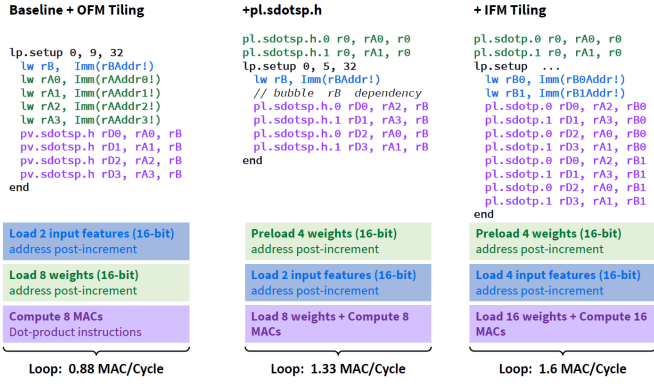 Baseline + OFM Tiling
lp.setup 0, 9, 32
lw rB, Imm(rBAddr!)
lw rA0, Imm(rAAddr0!)
lw rA1, Imm(rAAddr1!)
lw rA2, Imm(rAAddr2!)
lw rA3, Imm(rAAddr3!)
pv.sdotsp.h rD0, rA0, rB
pv.sdotsp.h rD1, rA1, rB
pv.sdotsp.h rD2, rA2, rB
pv.sdotsp.h rD3, rA3, rB
end
Load 2 input features (16-bit)
address post-increment
Load 8 weights (16-bit)
address post-increment
Compute 8 MACs
Dot-product instructions
Loop: 0.88 MAC/Cycle
+pl.sdotsp.h
pl.sdotsp.h.0 r0, rA0, r0
pl.sdotsp.h.1 r0, rA1, r0
lp.setup 0, 5, 32
lw rB, Imm(rBAddr!)
// bubble rB dependency
pl.sdotsp.h.0 rD0, rA2, rB
pl.sdotsp.h.1 rD1, rA3, rB
pl.sdotsp.h.0 rD2, rA0, rB
pl.sdotsp.h.1 rD3, rA1, rB
end
Preload 4 weights (16-bit)
address post-increment
Load 2 input features (16-bit)
address post-increment
Load 8 weights + Compute 8
MACs
Loop: 1.33 MAC/Cycle
+ IFM Tiling
pl.sdotp.0 r0, rA0, r0
pl.sdotp.1 r0, rA1, r0
lp.setup ...
lw rB0, Imm(rB0Addr!)
lw rB1, Imm(rB1Addr!)
pl.sdotp.0 rD0, rA2, rB0
pl.sdotp.1 rD1, rA3, rB0
pl.sdotp.0 rD2, rA0, rB0
pl.sdotp.1 rD3, rA1, rB0
pl.sdotp.0 rD0, rA2, rB1
pl.sdotp.1 rD1, rA3, rB1
pl.sdotp.0 rD2, rA0, rB1
pl.sdotp.1 rD3, rA1, rB1
end
Preload 4 weights (16-bit)
address post-increment
Load 4 input features (16-bit)
address post-increment
Load 16 weights + Compute 16
MACs
Loop: 1.6 MAC/Cycle